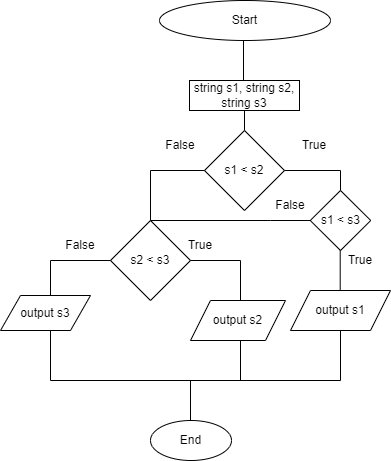 Start
string s1, string s2,
string s3
False
True
s1 < s2
False
s1 < s3
False
True
s2 < s3
True
output s3
output s2
output s1
End